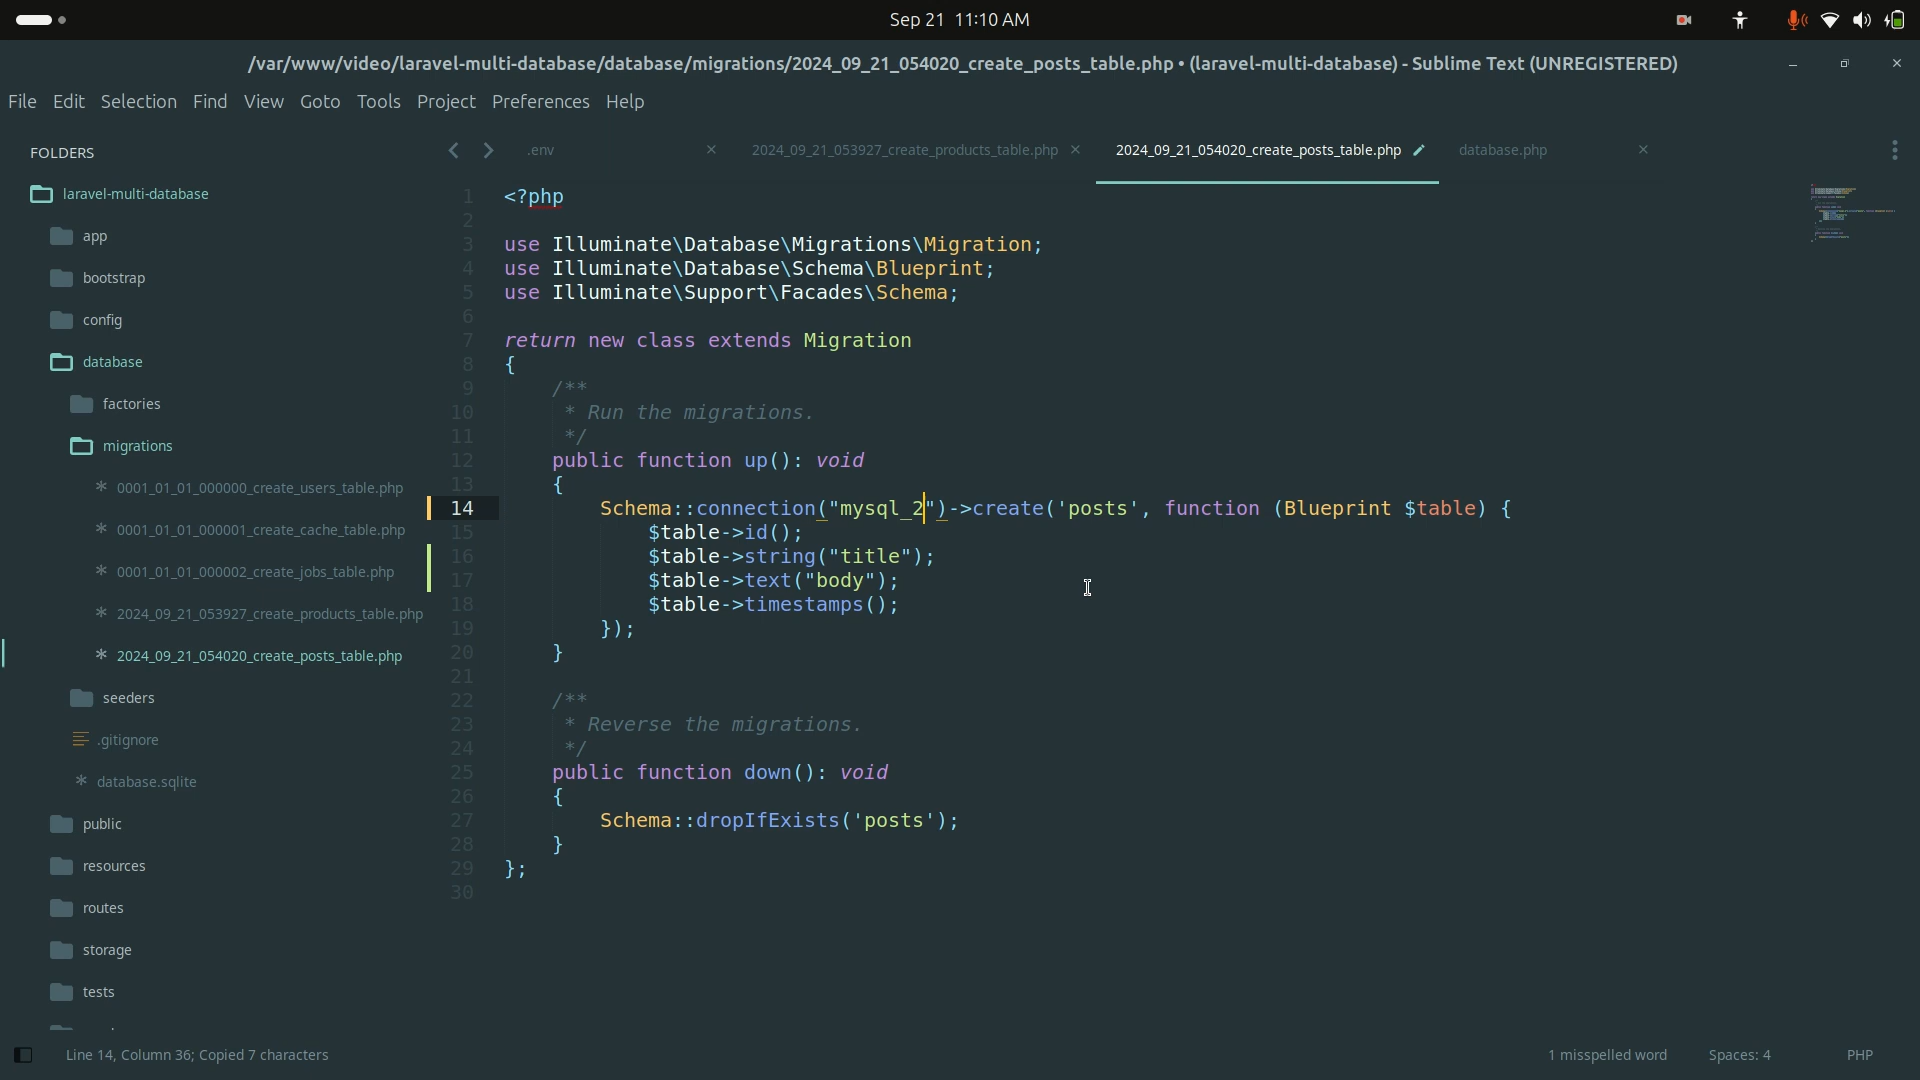 Sep 21 11:10 AM
/var/www/video/laravel-multi-database/database/migrations/2024_09_21_054020_create_posts_table.php • (laravel-multi-database) - Sublime Text (UNREGISTERED)
File Edit Selection Find View Goto Tools Project Preferences Help
FOLDERS
laravel-multi-database
app
bootstrap
config
database
factories
migrations
0001_01_01_000000_create_users_table.php
0001_01_01_000001_create_cache_table.php
0001_01_01_000002_create_jobs_table.php
2024_09_21_053927_create_products_table.php
2024_09_21_054020_create_posts_table.php
seeders
.gitignore
database.sqlite
public
resources
routes
storage
tests
.env 2024_09_21_053927_create_products_table.php 2024_09_21_054020_create_posts_table.php database.php
1 <?php
2
3 use Illuminate\Database\Migrations\Migration;
4 use Illuminate\Database\Schema\Blueprint;
5 use Illuminate\Support\Facades\Schema;
6
7 return new class extends Migration
8 {
9 /**
10 * Run the migrations.
11 */
12 public function up(): void
13 {
14 Schema::connection("mysql_2")->create('posts', function (Blueprint $table) {
15 $table->id();
16 $table->string("title");
17 $table->text("body");
18 $table->timestamps();
19 });
20 }
21
22 /**
23 * Reverse the migrations.
24 */
25 public function down(): void
26 {
27 Schema::dropIfExists('posts');
28 }
29 };
30
Line 14, Column 36; Copied 7 characters
1 misspelled word Spaces: 4 PHP